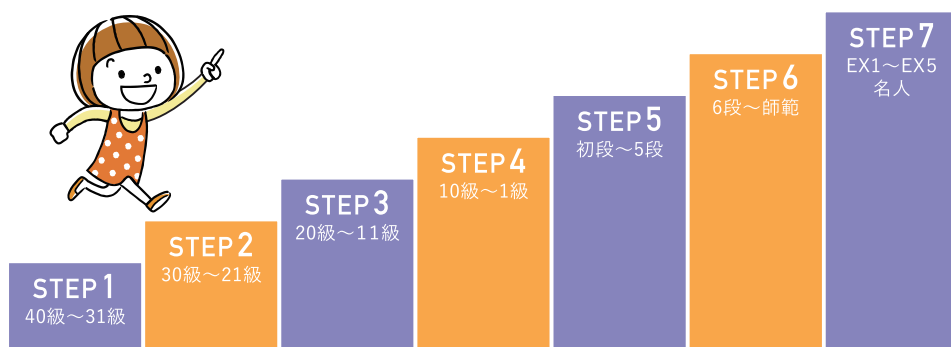 STEP 1
40級～31級
STEP 2
30級～21級
STEP 3
20級～11級
STEP 4
10級～1級
STEP 5
初段～5段
STEP 6
6段～師範
STEP 7
EX1～EX5
名人